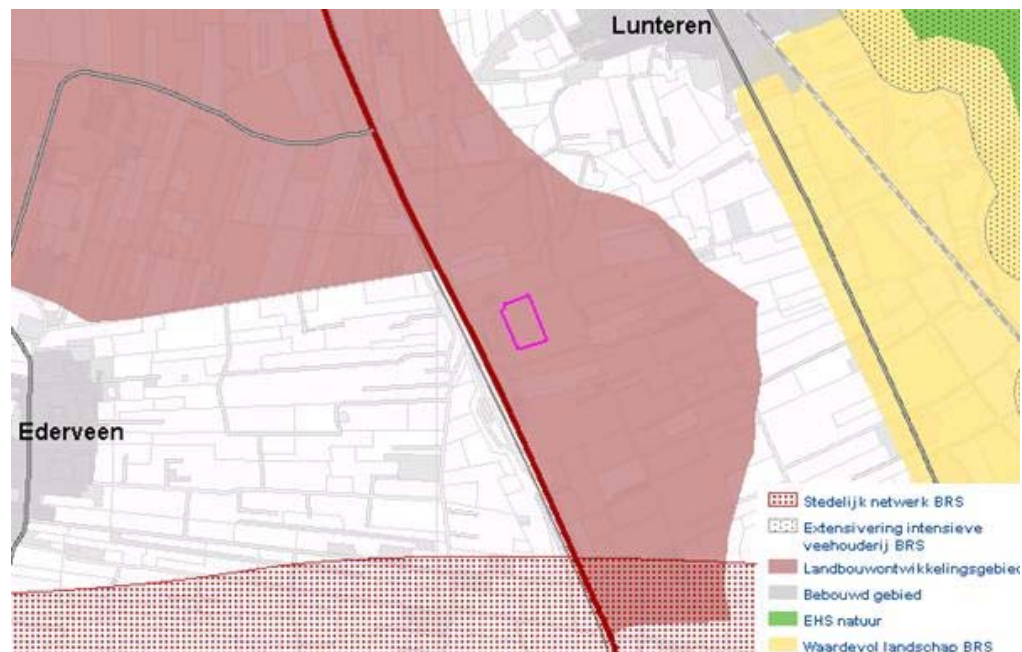 Lunteren
Ederveen
Stedelijk netwerk BRS
Extensivering intensieve
veehouderij BRS
Landbouwontwikkelingsgebied
Bebouwd gebied
EHS natuur
Waardevol landschap BRS